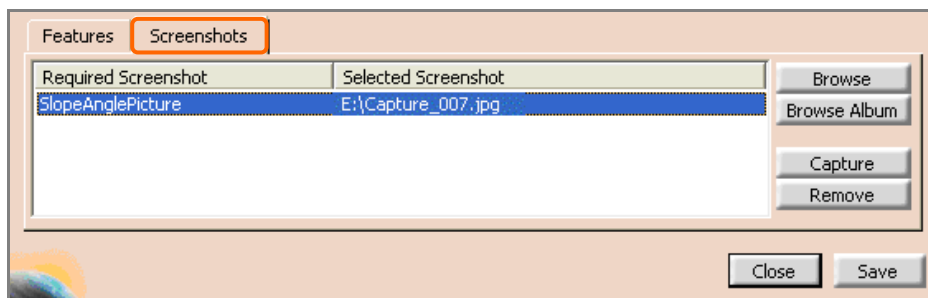 Features Screenshots
Required Screenshot Selected Screenshot
SlopeAnglePicture E:\Capture_007.jpg
Browse
Browse Album
Capture
Remove
Close Save